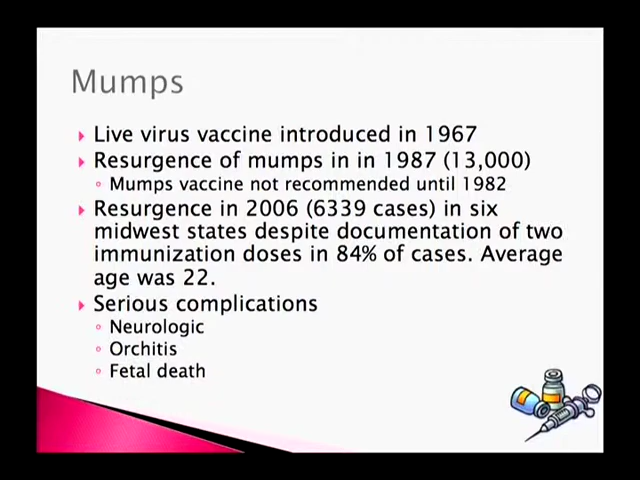 Mumps
Live virus vaccine introduced in 1967
Resurgence of mumps in in 1987 (13,000)
Mumps vaccine not recommended until 1982
Resurgence in 2006 (6339 cases) in six
midwest states despite documentation of two
immunization doses in 84% of cases. Average
age was 22.
Serious complications
Neurologic
Orchitis
Fetal death